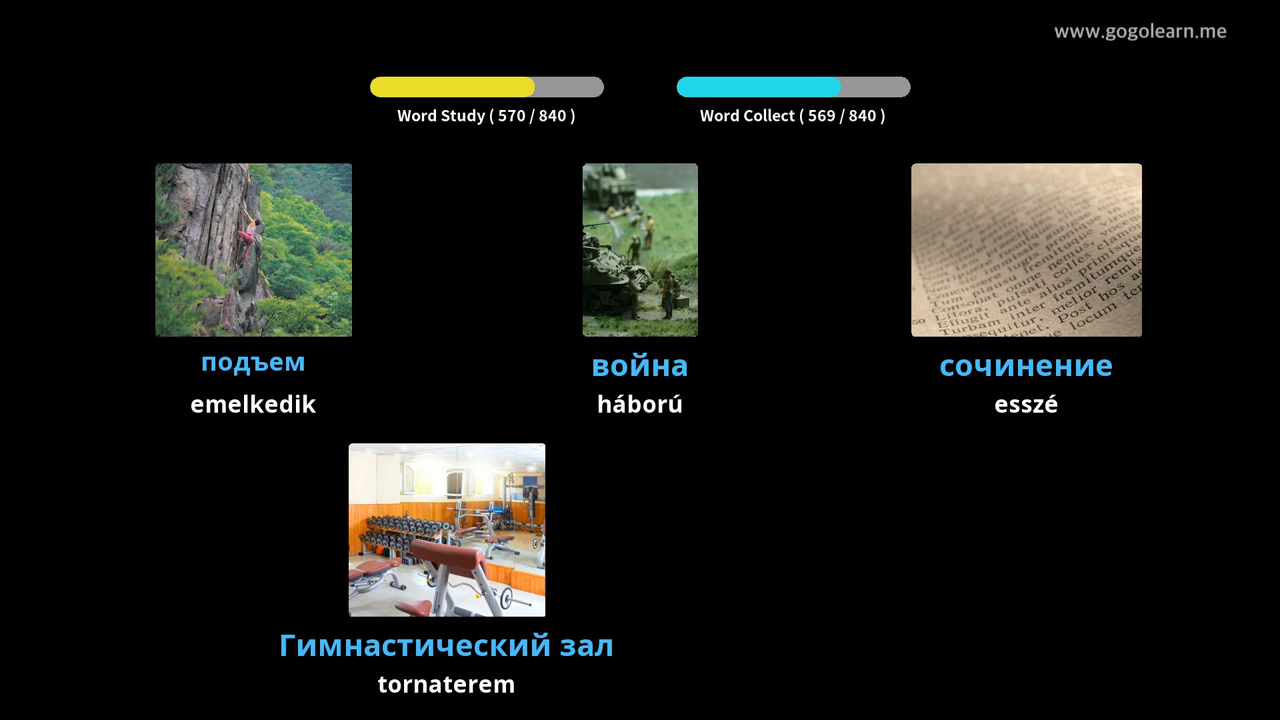 www.gogolearn.me
Word Study ( 570 / 840 )
Word Collect ( 569 / 840 )
подъем
emelkedik
война
háború
сочинение
esszé
Гимнастический зал
tornaterem